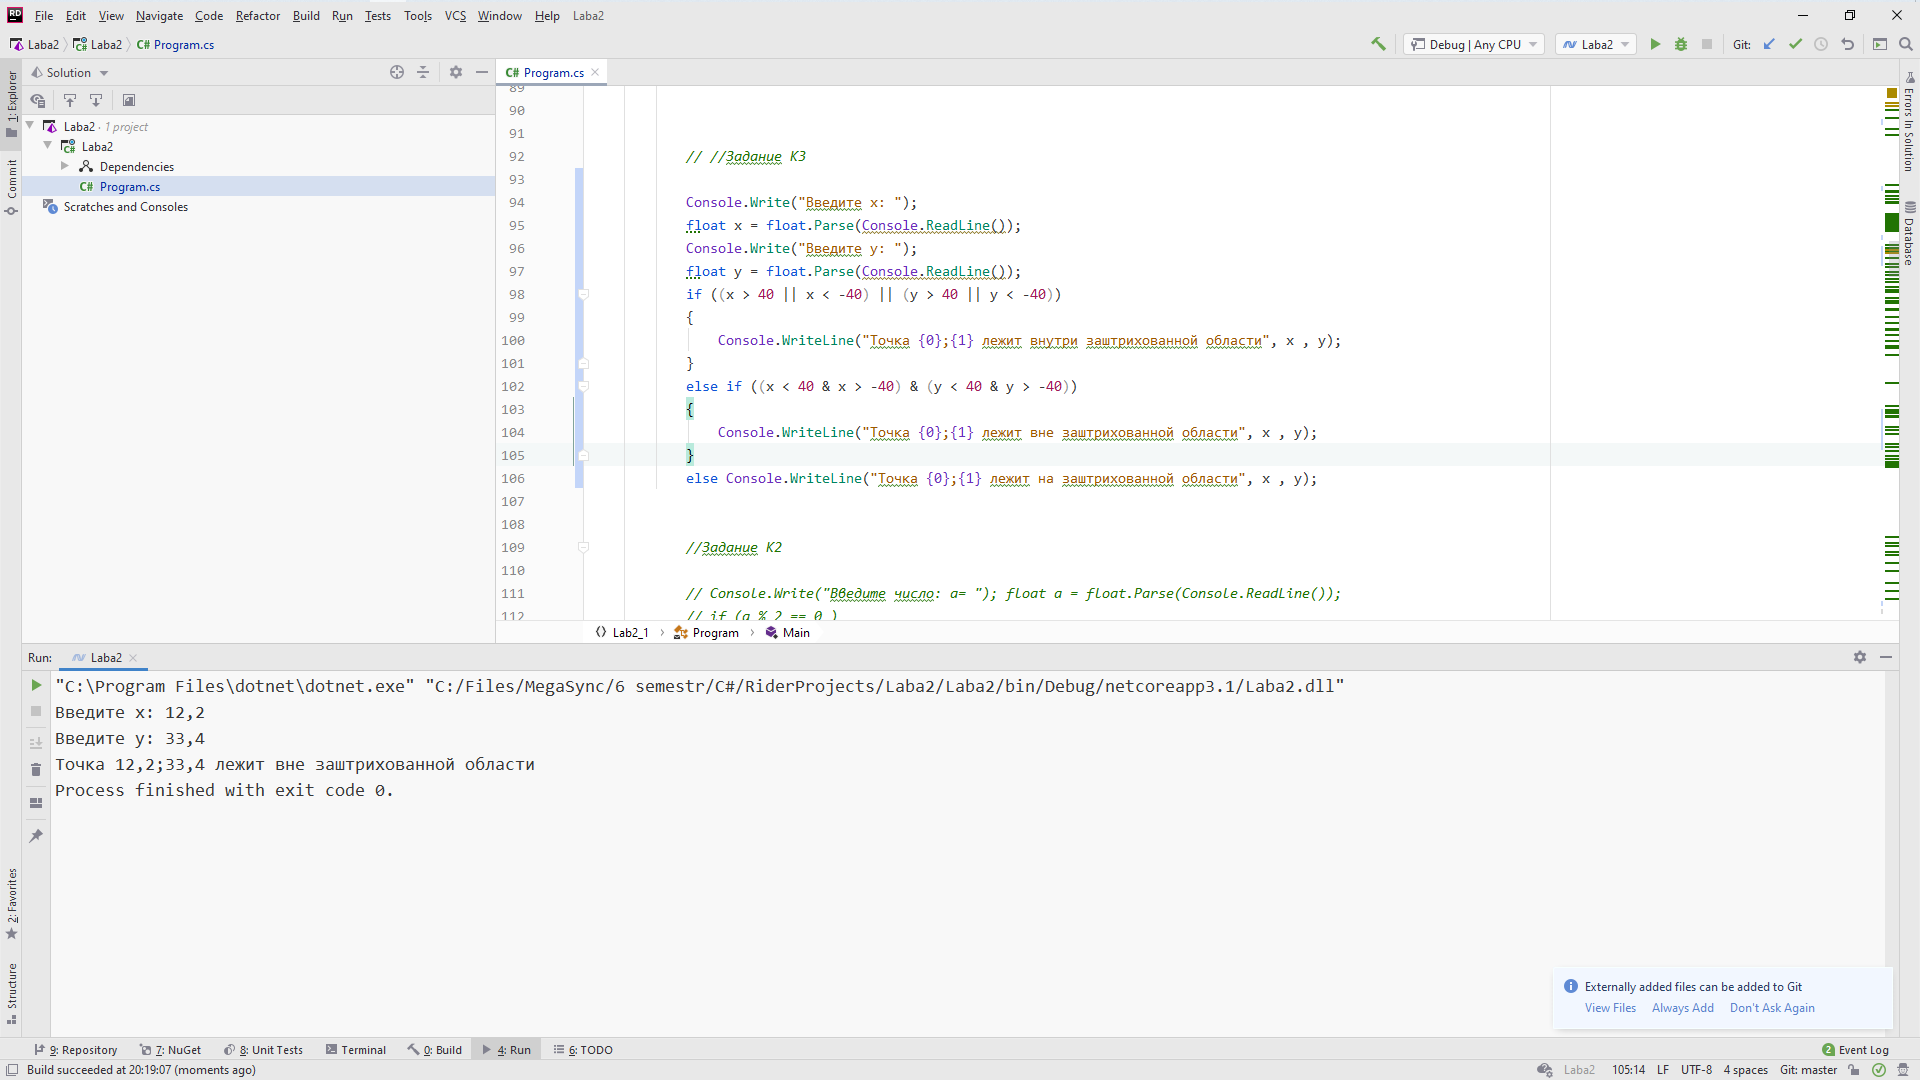 File Edit View Navigate Code Refactor Build Run Tests Tools VCS Window Help Laba2
Laba2 Laba2 C# Program.cs
Debug | Any CPU Laba2 Git:
1: Explorer
Commit
Solution
Laba2 · 1 project
Laba2
Dependencies
C# Program.cs
Scratches and Consoles
C# Program.cs
89
90
91
92 // //Задание К3
93
94 Console.Write("Введите x: ");
95 float x = float.Parse(Console.ReadLine());
96 Console.Write("Введите y: ");
97 float y = float.Parse(Console.ReadLine());
98 if ((x > 40 || x < -40) || (y > 40 || y < -40))
99 {
100 Console.WriteLine("Точка {0};{1} лежит внутри заштрихованной области", x , y);
101 }
102 else if ((x < 40 & x > -40) & (y < 40 & y > -40))
103 {
104 Console.WriteLine("Точка {0};{1} лежит вне заштрихованной области", x , y);
105 }
106 else Console.WriteLine("Точка {0};{1} лежит на заштрихованной области", x , y);
107
108
109 //Задание К2
110
111 // Console.Write("Введите число: a= "); float a = float.Parse(Console.ReadLine());
112 // if (a % 2 == 0 )
Lab2_1 Program Main
Errors In Solution
Database
Run: Laba2
"C:\Program Files\dotnet\dotnet.exe" "C:/Files/MegaSync/6 semestr/C#/RiderProjects/Laba2/Laba2/bin/Debug/netcoreapp3.1/Laba2.dll"
Введите x: 12,2
Введите y: 33,4
Точка 12,2;33,4 лежит вне заштрихованной области
Process finished with exit code 0.
2: Favorites
Structure
Externally added files can be added to Git
View Files Always Add Don't Ask Again
9: Repository 7: NuGet 8: Unit Tests Terminal 0: Build 4: Run 6: TODO 2 Event Log
Build succeeded at 20:19:07 (moments ago) Laba2 105:14 LF UTF-8 4 spaces Git: master